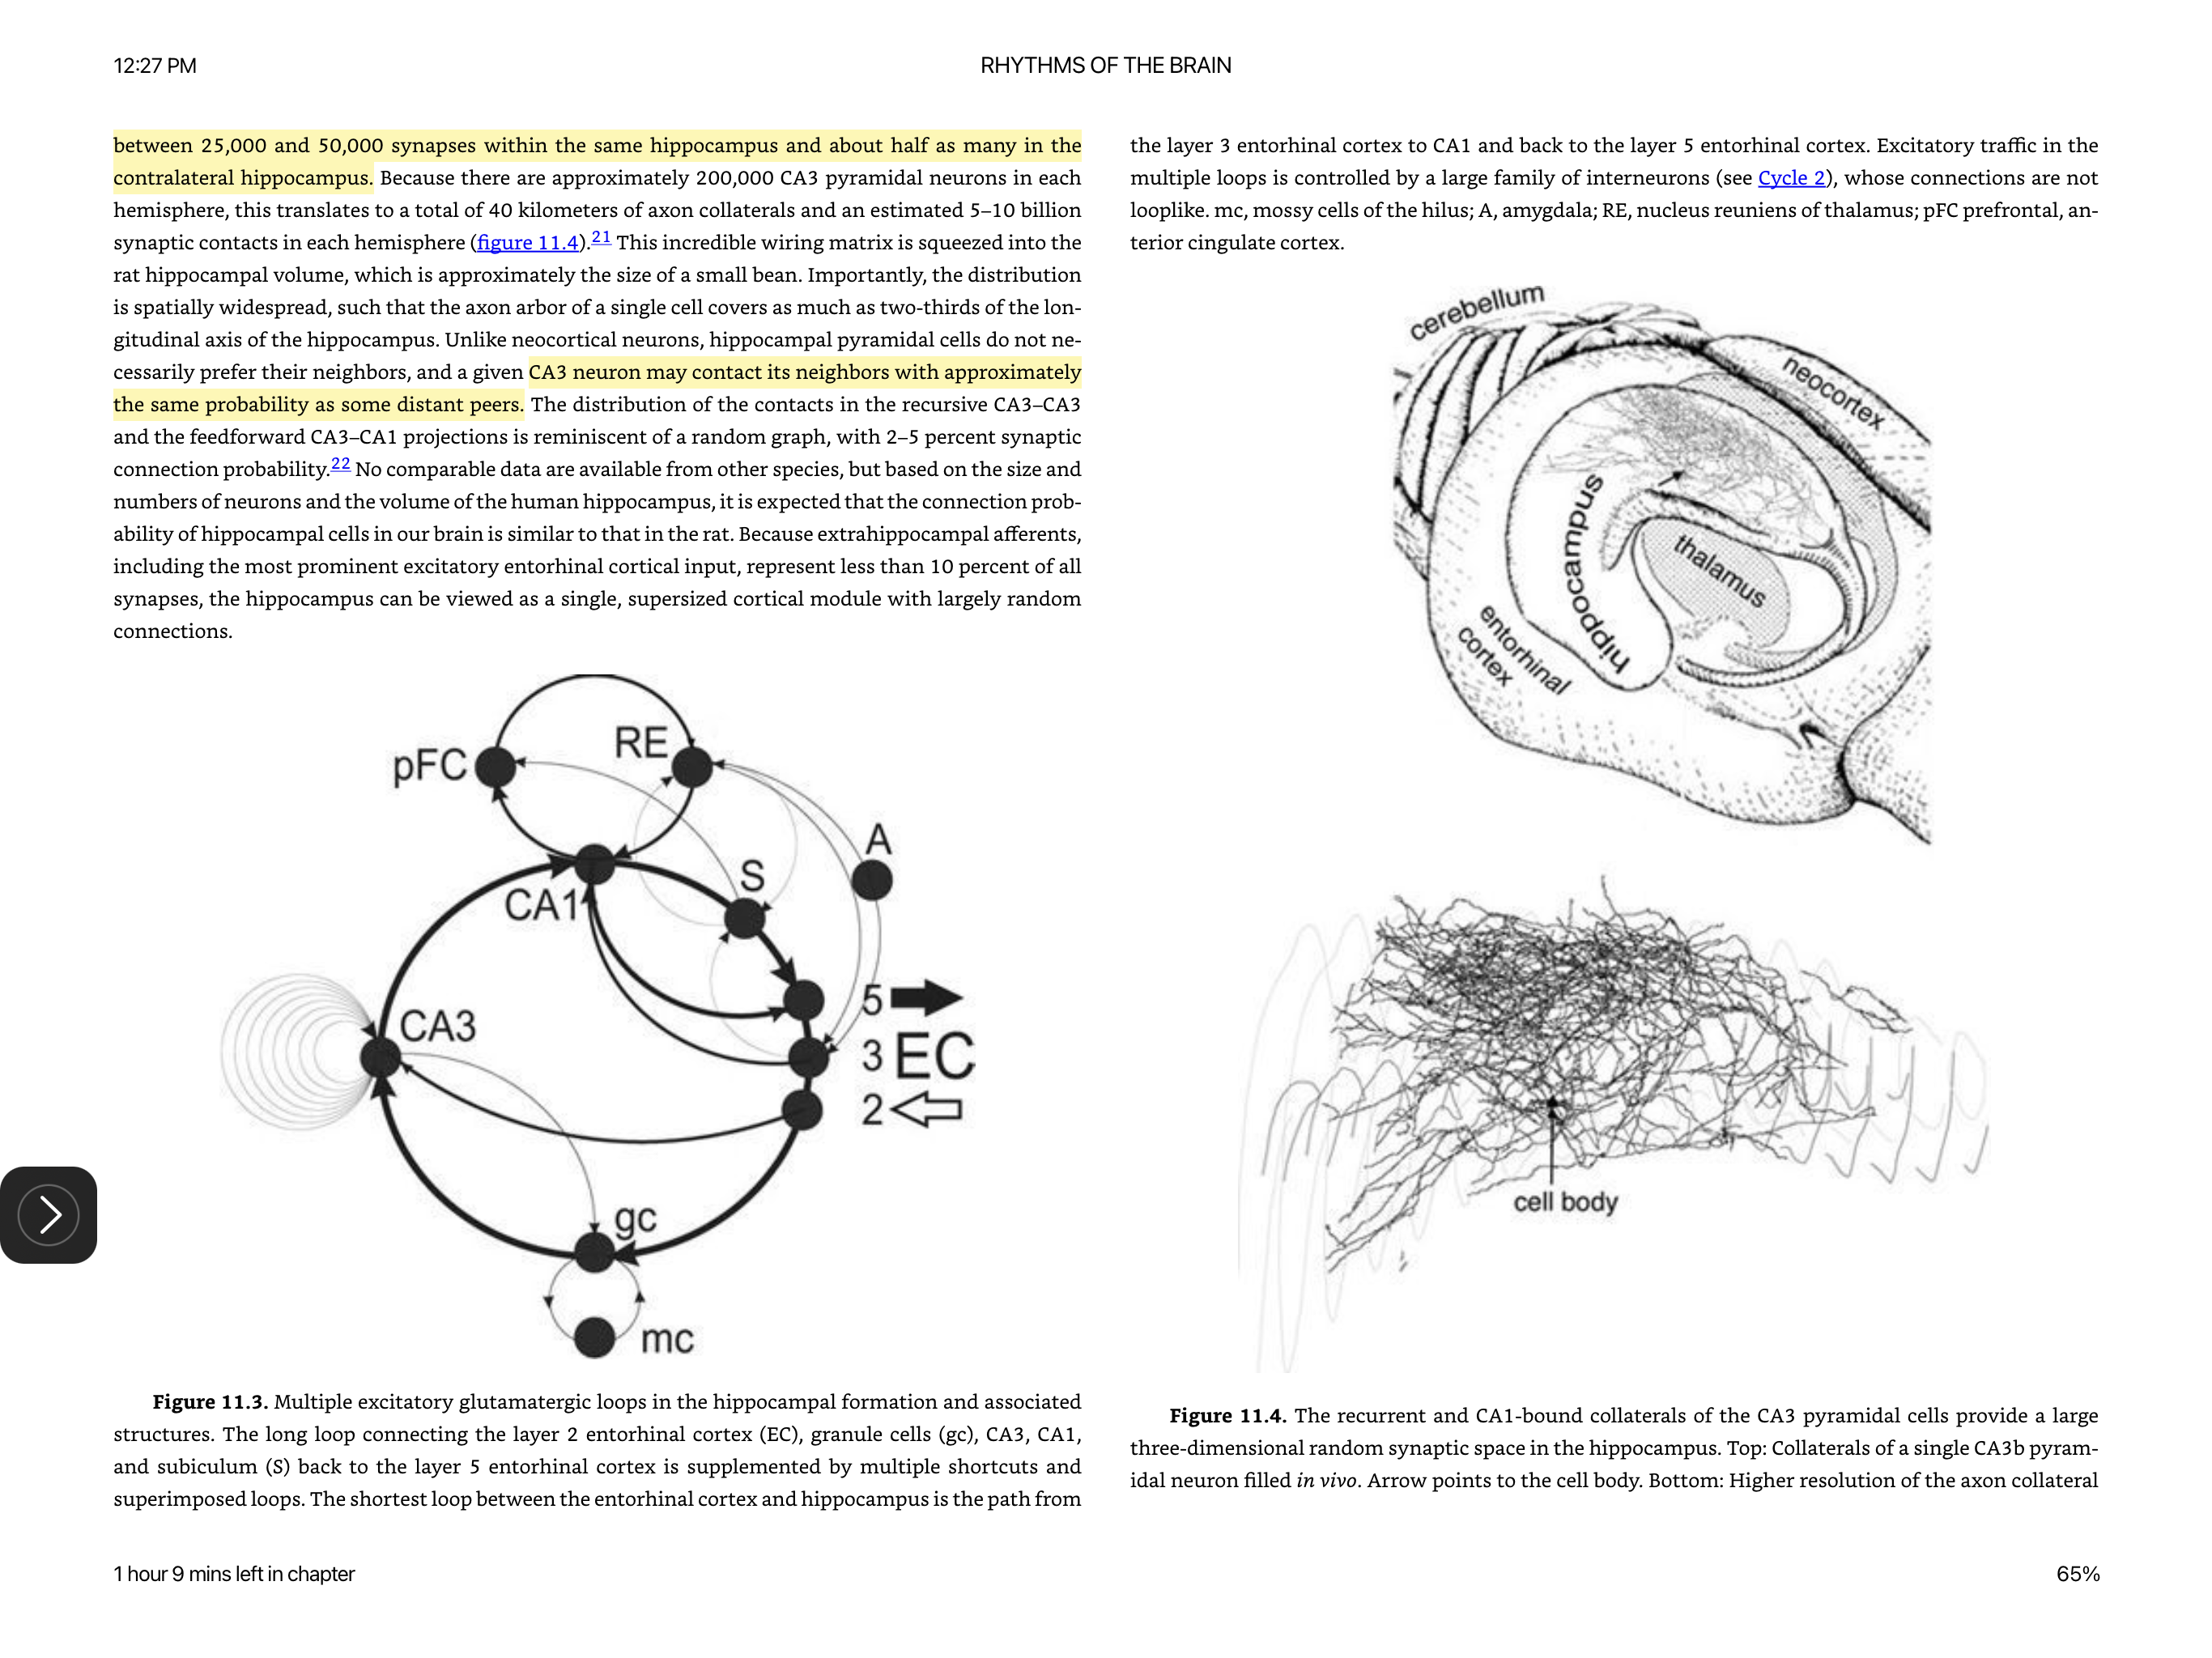 12:27 PM
RHYTHMS OF THE BRAIN
between 25,000 and 50,000 synapses within the same hippocampus and about half as many in the
contralateral hippocampus. Because there are approximately 200,000 CA3 pyramidal neurons in each
hemisphere, this translates to a total of 40 kilometers of axon collaterals and an estimated 5–10 billion
synaptic contacts in each hemisphere (figure 11.4).21 This incredible wiring matrix is squeezed into the
rat hippocampal volume, which is approximately the size of a small bean. Importantly, the distribution
is spatially widespread, such that the axon arbor of a single cell covers as much as two-thirds of the lon-
gitudinal axis of the hippocampus. Unlike neocortical neurons, hippocampal pyramidal cells do not ne-
cessarily prefer their neighbors, and a given CA3 neuron may contact its neighbors with approximately
the same probability as some distant peers. The distribution of the contacts in the recursive CA3–CA3
and the feedforward CA3–CA1 projections is reminiscent of a random graph, with 2–5 percent synaptic
connection probability.22 No comparable data are available from other species, but based on the size and
numbers of neurons and the volume of the human hippocampus, it is expected that the connection prob-
ability of hippocampal cells in our brain is similar to that in the rat. Because extrahippocampal afferents,
including the most prominent excitatory entorhinal cortical input, represent less than 10 percent of all
synapses, the hippocampus can be viewed as a single, supersized cortical module with largely random
connections.
pFC
RE
A
S
CA1
5
CA3
3 EC
2
gc
mc
Figure 11.3. Multiple excitatory glutamatergic loops in the hippocampal formation and associated
structures. The long loop connecting the layer 2 entorhinal cortex (EC), granule cells (gc), CA3, CA1,
and subiculum (S) back to the layer 5 entorhinal cortex is supplemented by multiple shortcuts and
superimposed loops. The shortest loop between the entorhinal cortex and hippocampus is the path from
the layer 3 entorhinal cortex to CA1 and back to the layer 5 entorhinal cortex. Excitatory traffic in the
multiple loops is controlled by a large family of interneurons (see Cycle 2), whose connections are not
looplike. mc, mossy cells of the hilus; A, amygdala; RE, nucleus reuniens of thalamus; pFC prefrontal, an-
terior cingulate cortex.
cerebellum
neocortex
hippocampus
thalamus
entorhinal
cortex
cell body
Figure 11.4. The recurrent and CA1-bound collaterals of the CA3 pyramidal cells provide a large
three-dimensional random synaptic space in the hippocampus. Top: Collaterals of a single CA3b pyram-
idal neuron filled in vivo. Arrow points to the cell body. Bottom: Higher resolution of the axon collateral
1 hour 9 mins left in chapter
65%